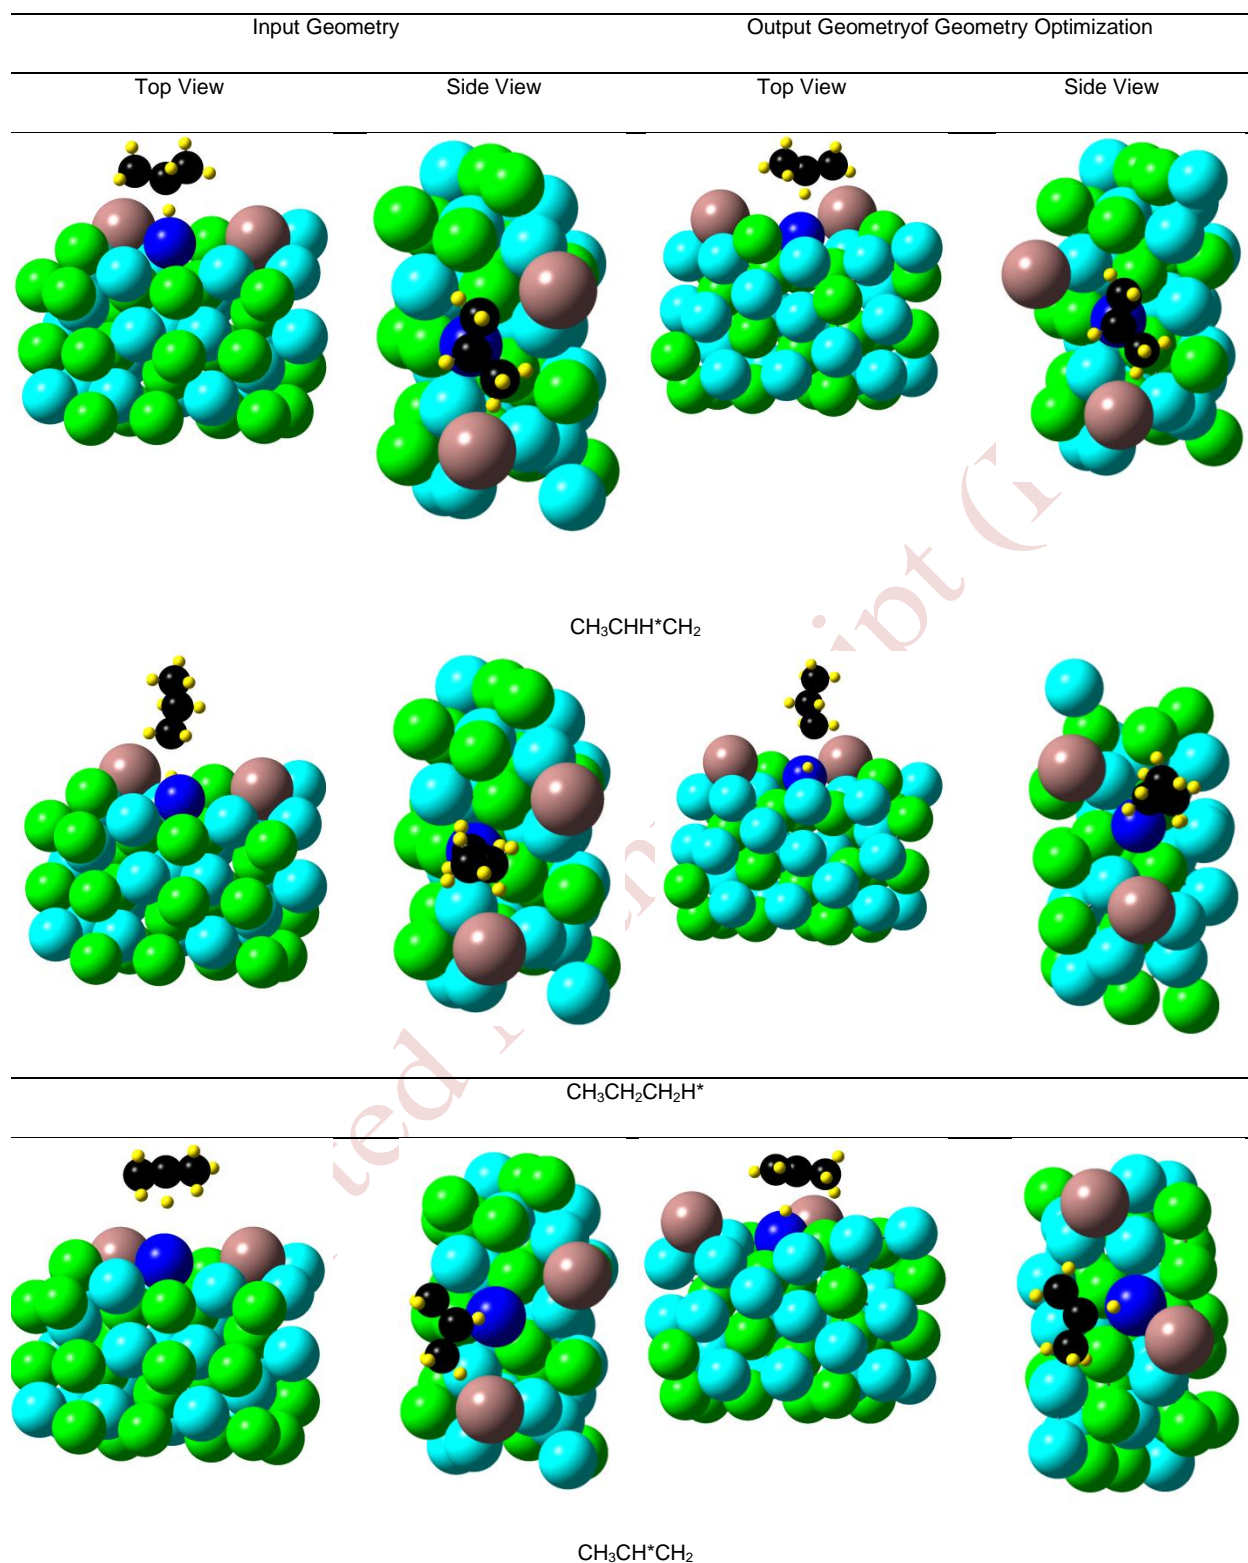 Input Geometry Output Geometryof Geometry Optimization
Top View Side View Top View Side View
CH₃CHH*CH₂
CH₃CH₂CH₂H*
CH₃CH*CH₂